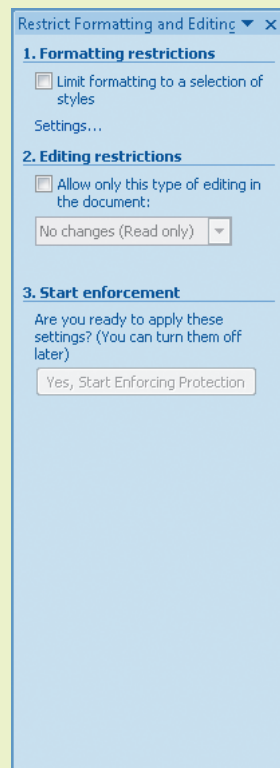 Restrict Formatting and Editing
1. Formatting restrictions
Limit formatting to a selection of
styles
Settings...
2. Editing restrictions
Allow only this type of editing in
the document:
No changes (Read only)
3. Start enforcement
Are you ready to apply these
settings? (You can turn them off
later)
Yes, Start Enforcing Protection